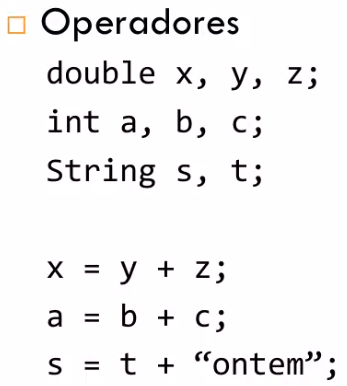 Operadores
double x, y, z;
int a, b, c;
String s, t;
x = y + z;
a = b + c;
s = t + “ontem”;